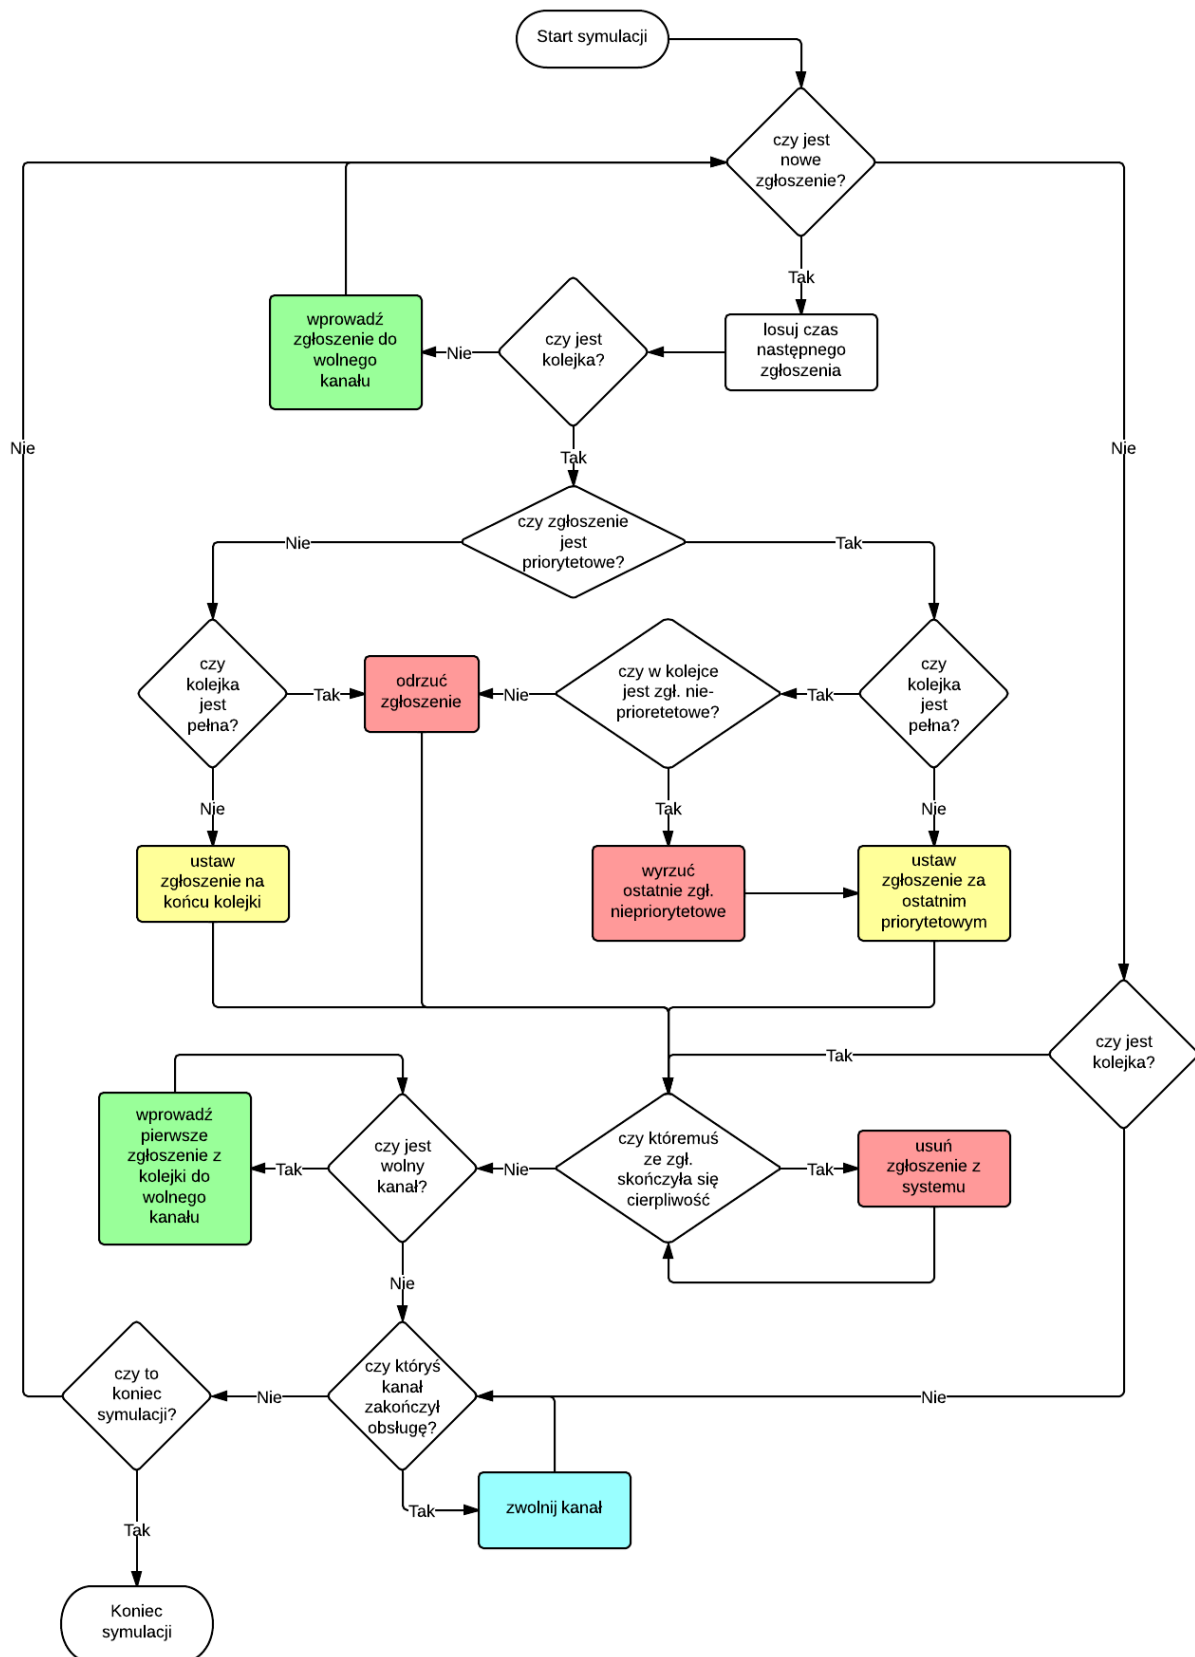 Start symulacji
czy jest
nowe
zgłoszenie?
Tak
losuj czas
następnego
zgłoszenia
czy jest
kolejka?
Nie
wprowadź
zgłoszenie do
wolnego
kanału
Nie
Nie
Tak
czy zgłoszenie
jest
priorytetowe?
Nie
Tak
czy
kolejka
jest
pełna?
Tak
odrzuć
zgłoszenie
Nie
czy w kolejce
jest zgł. nie-
prioretetowe?
Tak
czy
kolejka
jest
pełna?
Nie
Tak
Nie
ustaw
zgłoszenie na
końcu kolejki
wyrzuć
ostatnie zgł.
niepriorytetowe
ustaw
zgłoszenie za
ostatnim
priorytetowym
czy jest
kolejka?
Tak
wprowadź
pierwsze
zgłoszenie z
kolejki do
wolnego
kanału
Tak
czy jest
wolny
kanał?
Nie
czy któremuś
ze zgł.
skończyła się
cierpliwość
Tak
usuń
zgłoszenie z
systemu
Nie
czy to
koniec
symulacji?
Nie
czy któryś
kanał
zakończył
obsługę?
Nie
Tak
zwolnij kanał
Tak
Koniec
symulacji